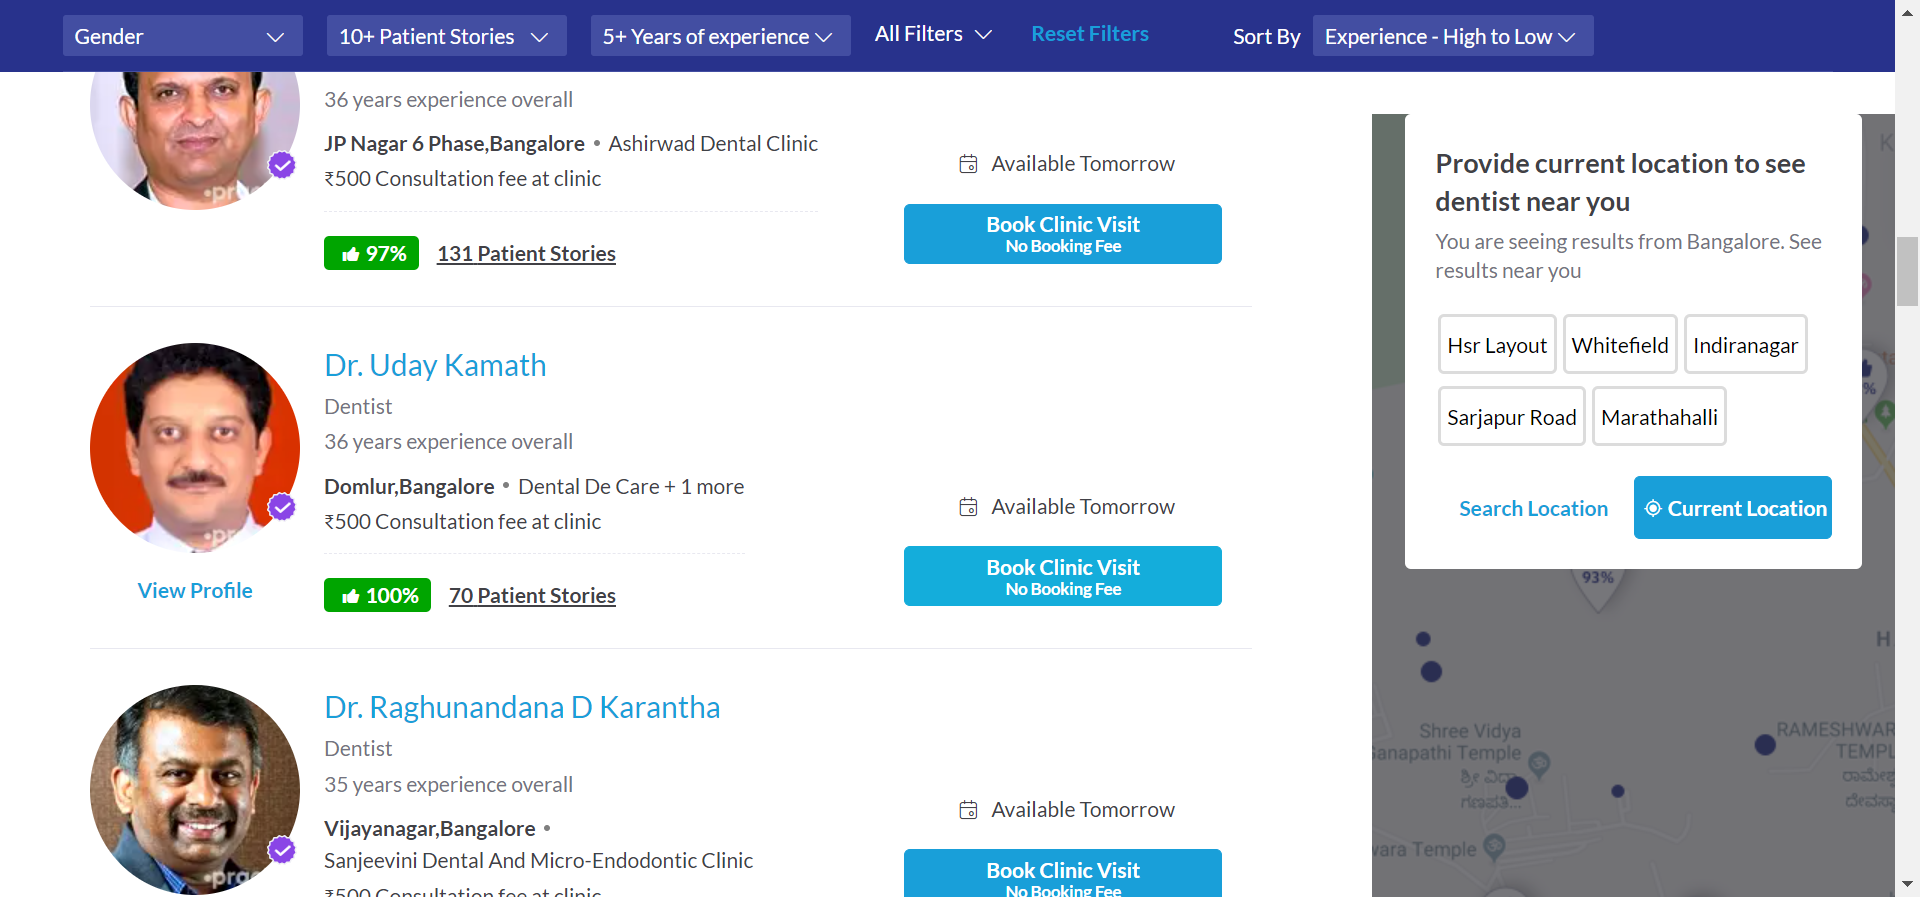 Gender
10+ Patient Stories
5+ Years of experience
All Filters
Reset Filters
Sort By
Experience - High to Low
36 years experience overall
JP Nagar 6 Phase,Bangalore • Ashirwad Dental Clinic
₹500 Consultation fee at clinic
97%
131 Patient Stories
Available Tomorrow
Book Clinic Visit
No Booking Fee
Dr. Uday Kamath
Dentist
36 years experience overall
Domlur,Bangalore • Dental De Care + 1 more
₹500 Consultation fee at clinic
View Profile
100%
70 Patient Stories
Available Tomorrow
Book Clinic Visit
No Booking Fee
Dr. Raghunandana D Karantha
Dentist
35 years experience overall
Vijayanagar,Bangalore •
Sanjeevini Dental And Micro-Endodontic Clinic
₹500 Consultation fee at clinic
Available Tomorrow
Book Clinic Visit
No Booking Fee
Provide current location to see
dentist near you
You are seeing results from Bangalore. See
results near you
Hsr Layout
Whitefield
Indiranagar
Sarjapur Road
Marathahalli
Search Location
Current Location
93%
H
Shree Vidya
Ganapathi Temple
ಶ್ರೀ ವಿದ್ಯಾ
ಗಣಪತಿ...
RAMESHWAR
TEMPL
vara Temple